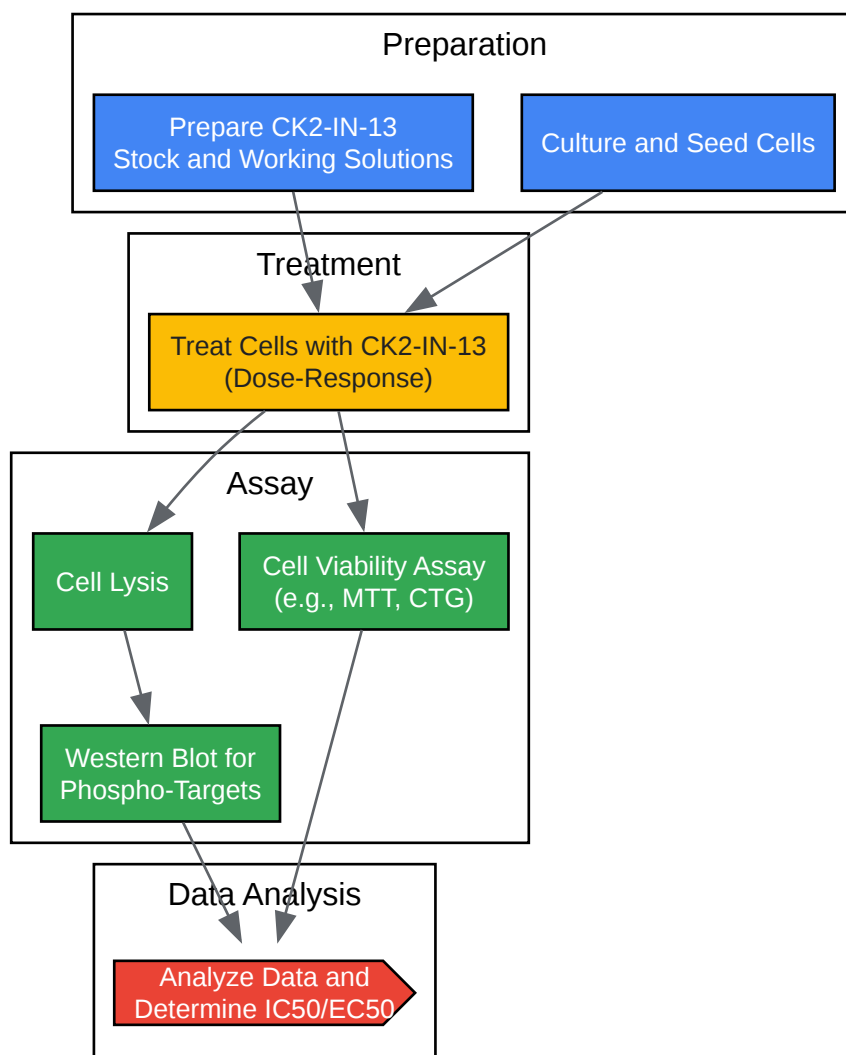 Preparation
Prepare CK2-IN-13
Stock and Working Solutions
Culture and Seed Cells
Treatment
Treat Cells with CK2-IN-13
(Dose-Response)
Assay
Cell Lysis
Cell Viability Assay
(e.g., MTT, CTG)
Western Blot for
Phospho-Targets
Data Analysis
Analyze Data and
Determine IC50/EC50